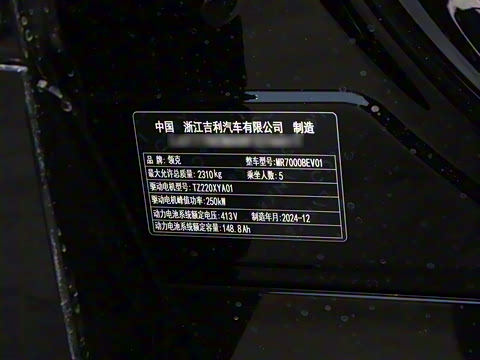 中国 浙江吉利汽车有限公司 制造
品 牌:领克 整车型号:MR7000BEV01
最大允许总质量:2310kg 乘坐人数:5
驱动电机型号:TZ220XYA01
驱动电机峰值功率:250kW
动力电池系统额定电压:413V 制造年月:2024-12
动力电池系统额定容量:148.8Ah